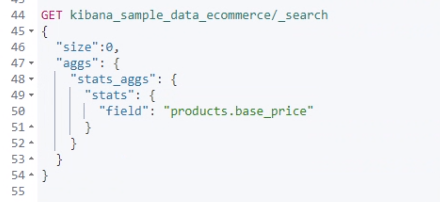 44 GET kibana_sample_data_ecommerce/_search
45 {
46 "size":0,
47 "aggs": {
48 "stats_aggs": {
49 "stats": {
50 "field": "products.base_price"
51 }
52 }
53 }
54 }
55